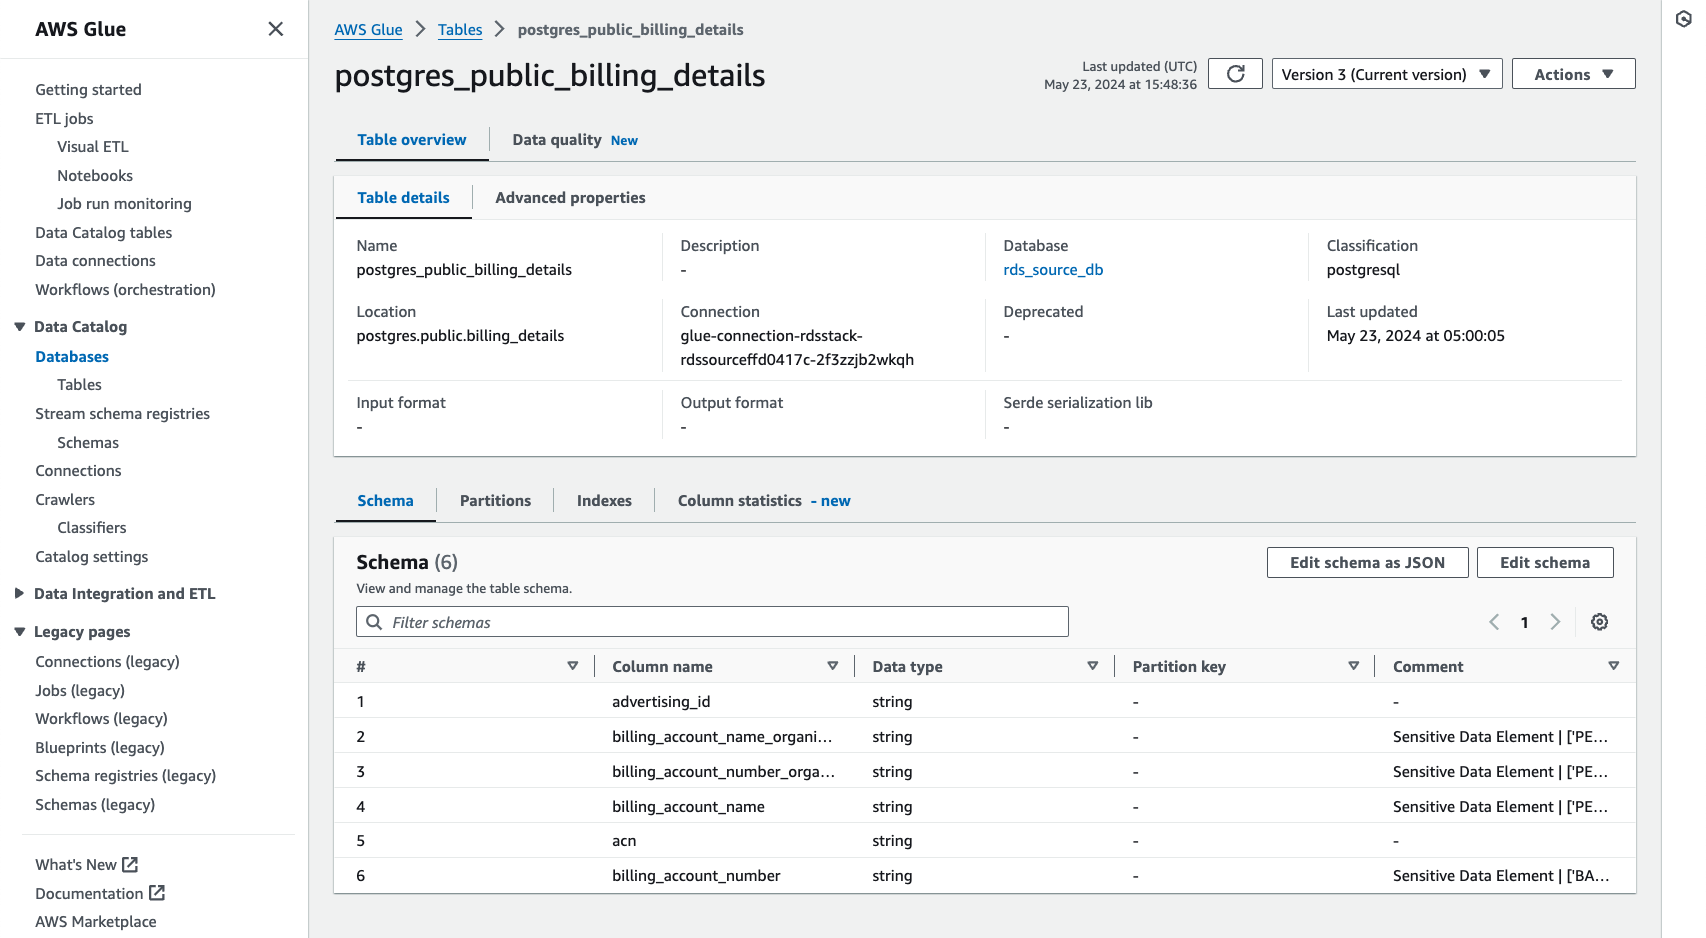 AWS Glue
Getting started
ETL jobs
Visual ETL
Notebooks
Job run monitoring
Data Catalog tables
Data connections
Workflows (orchestration)
Data Catalog
Databases
Tables
Stream schema registries
Schemas
Connections
Crawlers
Classifiers
Catalog settings
Data Integration and ETL
Legacy pages
Connections (legacy)
Jobs (legacy)
Workflows (legacy)
Blueprints (legacy)
Schema registries (legacy)
Schemas (legacy)
What's New
Documentation
AWS Marketplace
AWS Glue > Tables > postgres_public_billing_details
postgres_public_billing_details
Last updated (UTC)
May 23, 2024 at 15:48:36
Version 3 (Current version)
Actions
Table overview
Data quality New
Table details
Advanced properties
Name
postgres_public_billing_details
Description
-
Database
rds_source_db
Classification
postgresql
Location
postgres.public.billing_details
Connection
glue-connection-rdsstack-
rdssourceffd0417c-2f3zzjb2wkqh
Deprecated
-
Last updated
May 23, 2024 at 05:00:05
Input format
-
Output format
-
Serde serialization lib
-
Schema
Partitions
Indexes
Column statistics - new
Schema (6)
View and manage the table schema.
Edit schema as JSON
Edit schema
Filter schemas
1
# Column name Data type Partition key Comment
1 advertising_id string - -
2 billing_account_name_organi... string - Sensitive Data Element | ['PE...
3 billing_account_number_orga... string - Sensitive Data Element | ['PE...
4 billing_account_name string - Sensitive Data Element | ['PE...
5 acn string - -
6 billing_account_number string - Sensitive Data Element | ['BA...